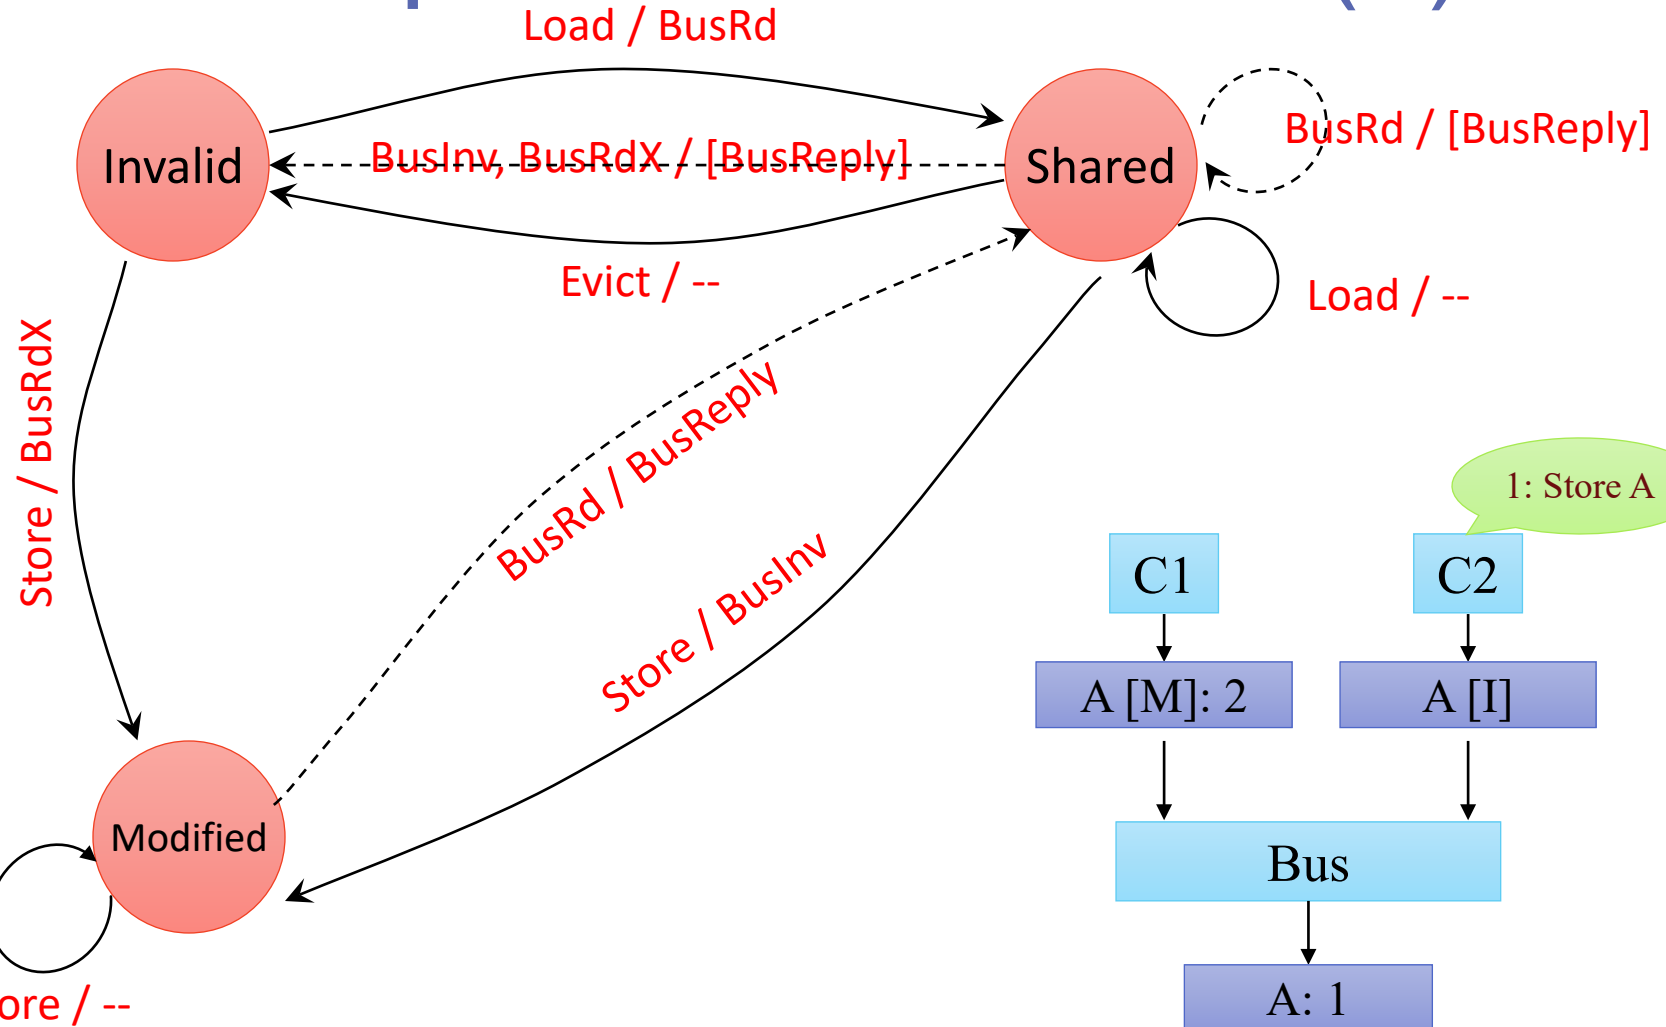 Load / BusRd
Invalid
BusInv, BusRdX / [BusReply]
Shared
BusRd / [BusReply]
Evict / --
Load / --
Store / BusRdX
BusRd / BusReply
Store / BusInv
1: Store A
C1
C2
A [M]: 2
A [I]
Modified
Bus
ore / --
A: 1